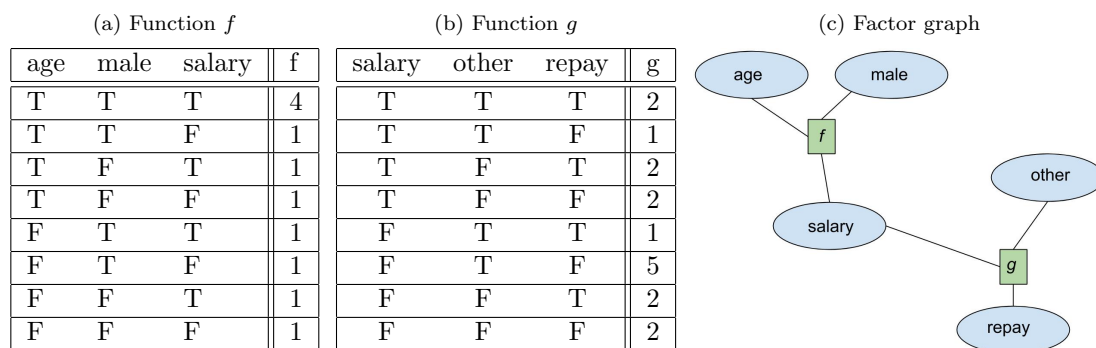 (a) Function f
age male salary f
T T T 4
T T F 1
T F T 1
T F F 1
F T T 1
F T F 1
F F T 1
F F F 1
(b) Function g
salary other repay g
T T T 2
T T F 1
T F T 2
T F F 2
F T T 1
F T F 5
F F T 2
F F F 2
(c) Factor graph
age male
f
other
salary
g
repay